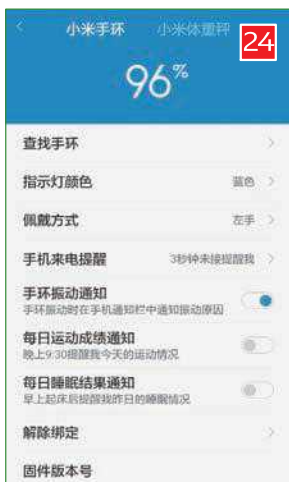 小米手环 小米体重秤
24
96%
查找手环
指示灯颜色 蓝色
佩戴方式 左手
手机来电提醒 3秒钟未接提醒我
手环振动通知
手环振动时在手机通知栏中通知振动原因
每日运动成绩通知
晚上9:30提醒我今天的运动情况
每日睡眠结果通知
早上起床后提醒我昨日的睡眠情况
解除绑定
固件版本号